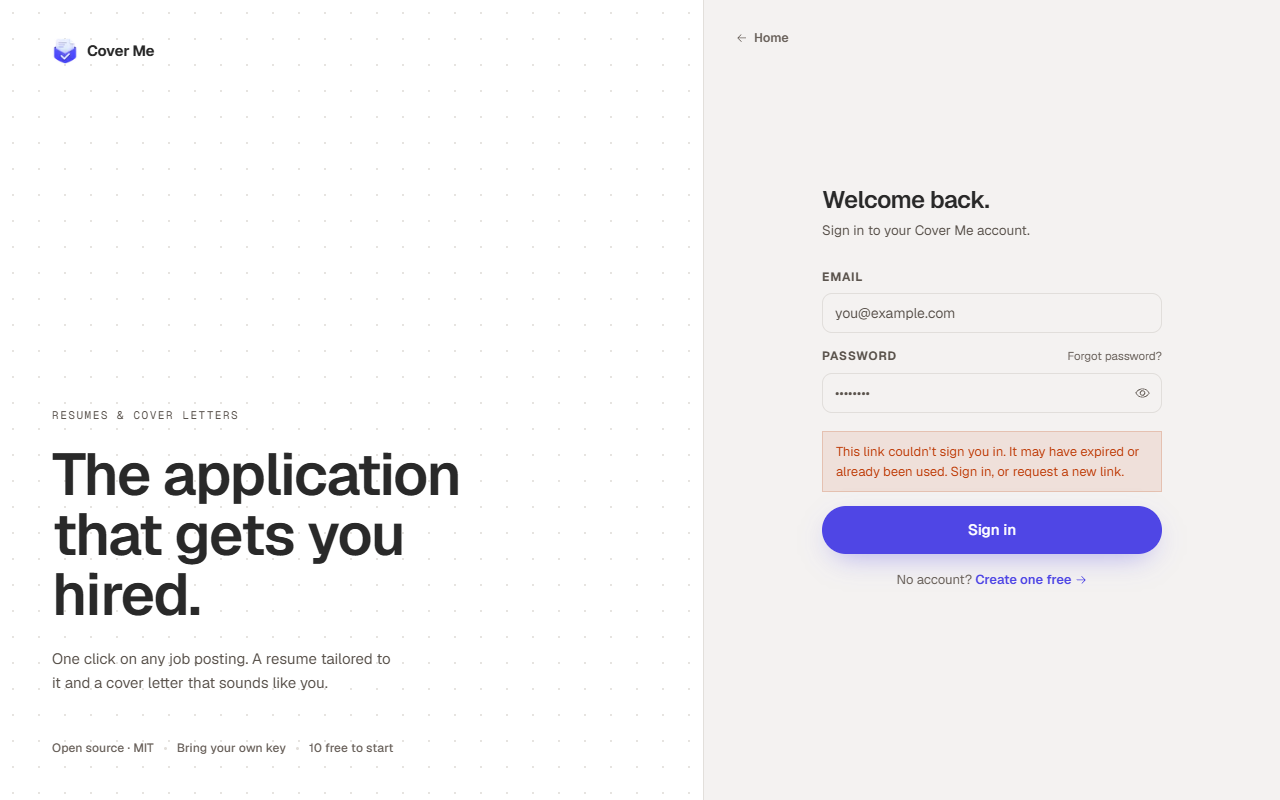 Cover Me
← Home
Welcome back.
Sign in to your Cover Me account.
EMAIL
you@example.com
PASSWORD
Forgot password?
••••••••
This link couldn't sign you in. It may have expired or
already been used. Sign in, or request a new link.
Sign in
No account? Create one free →
RESUMES & COVER LETTERS
The application
that gets you
hired.
One click on any job posting. A resume tailored to
it and a cover letter that sounds like you.
Open source · MIT • Bring your own key • 10 free to start